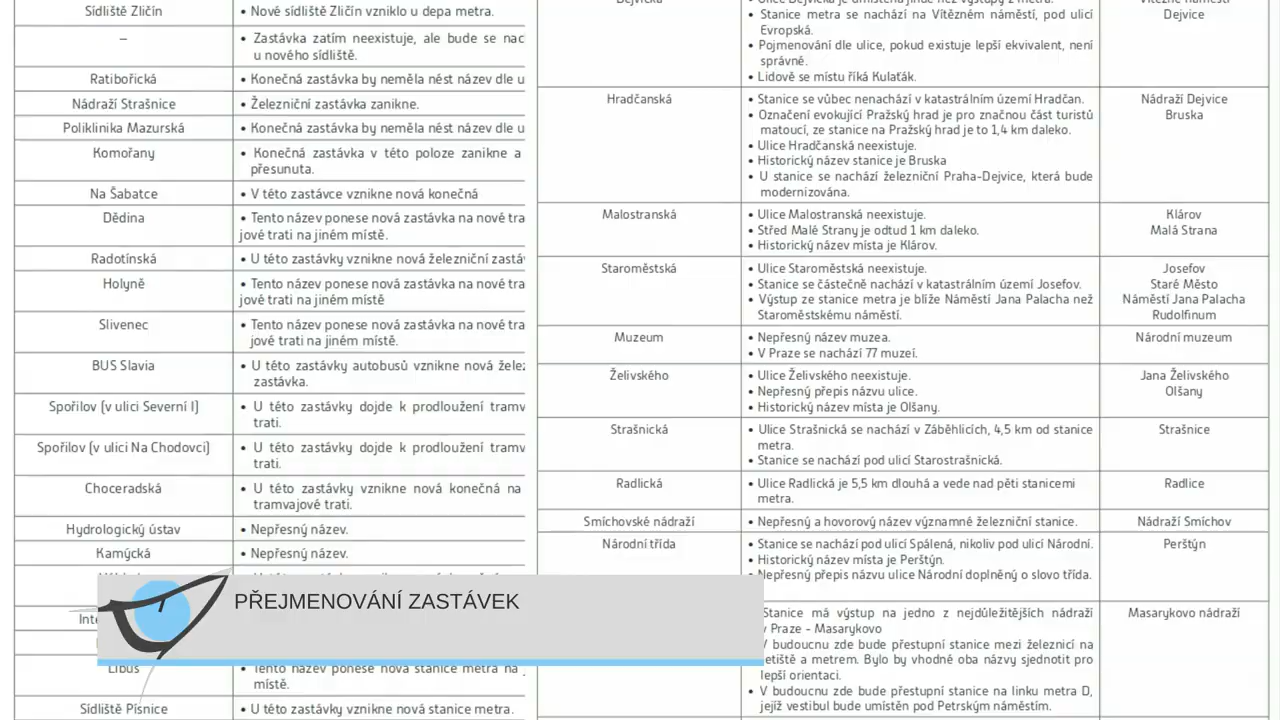 Sídliště Zličín
• Nové sídliště Zličín vzniklo u depa metra.
–
• Zastávka zatím neexistuje, ale bude se
u nového sídliště.
Ratibořická
• Konečná zastávka by neměla nést název dle
Nádraží Strašnice
• Železniční zastávka zanikne.
Poliklinika Mazurská
• Konečná zastávka by neměla nést název dle
Komořany
• Konečná zastávka v této poloze zanikne a
přesunuta.
Na Šabatce
• V této zastávce vznikne nová konečná
Dědina
• Tento název ponese nová zastávka na nové
jové trati na jiném místě.
Radotínská
• U této zastávky vznikne nová železniční
Holyně
• Tento název ponese nová zastávka na nové
jové trati na jiném místě
Slivenec
• Tento název ponese nová zastávka na nové
jové trati na jiném místě.
BUS Slavia
• U této zastávky autobusů vznikne nová
zastávka.
Spořilov (v ulici Severní I)
• U této zastávky dojde k prodloužení
trati.
Spořilov (v ulici Na Chodovci)
• U této zastávky dojde k prodloužení
trati.
Choceradská
• U této zastávky vznikne nová konečná na
tramvajové trati.
Hydrologický ústav
• Nepřesný název.
Kamýcká
• Nepřesný název.
Libuš
• Tento název ponese nová stanice metra na
místě.
Sídliště Písnice
• U této zastávky vznikne nová stanice metra.
Dejvická
• Stanice metra se nachází na Vítězném náměstí, pod ulicí
Evropská.
• Pojmenování dle ulice, pokud existuje lepší ekvivalent, není
správné.
• Lidově se místu říká Kulaťák.
Vítězné náměstí
Dejvice
Hradčanská
• Stanice se vůbec nenachází v katastrálním území Hradčan.
• Označení evokující Pražský hrad je pro značnou část turistů
matoucí, ze stanice na Pražský hrad je to 1,4 km daleko.
• Ulice Hradčanská neexistuje.
• Historický název stanice je Bruska
• U stanice se nachází železniční Praha-Dejvice, která bude
modernizována.
Nádraží Dejvice
Bruska
Malostranská
• Ulice Malostranská neexistuje.
• Střed Malé Strany je odtud 1 km daleko.
• Historický název místa je Klárov.
Klárov
Malá Strana
Staroměstská
• Ulice Staroměstská neexistuje.
• Stanice se částečně nachází v katastrálním území Josefov.
• Výstup ze stanice metra je blíže Náměstí Jana Palacha než
Staroměstskému náměstí.
Josefov
Staré Město
Náměstí Jana Palacha
Rudolfinum
Muzeum
• Nepřesný název muzea.
• V Praze se nachází 77 muzeí.
Národní muzeum
Želivského
• Ulice Želivského neexistuje.
• Nepřesný přepis názvu ulice.
• Historický název místa je Olšany.
Jana Želivského
Olšany
Strašnická
• Ulice Strašnická se nachází v Záběhlicích, 4,5 km od stanice
metra.
• Stanice se nachází pod ulicí Starostrašnická.
Strašnice
Radlická
• Ulice Radlická je 5,5 km dlouhá a vede nad pěti stanicemi
metra.
Radlice
Smíchovské nádraží
• Nepřesný a hovorový název významné železniční stanice.
Nádraží Smíchov
Národní třída
• Stanice se nachází pod ulicí Spálená, nikoliv pod ulicí Národní.
• Historický název místa je Perštýn.
Nepřesný přepis názvu ulice Národní doplněný o slovo třída.
Perštýn
Stanice má výstup na jedno z nejdůležitějších nádraží
v Praze - Masarykovo
V budoucnu zde bude přestupní stanice mezi železnicí na
letiště a metrem. Bylo by vhodné oba názvy sjednotit pro
lepší orientaci.
• V budoucnu zde bude přestupní stanice na linku metra D,
jejíž vestibul bude umístěn pod Petrským náměstím.
Masarykovo nádraží
PŘEJMENOVÁNÍ ZASTÁVEK